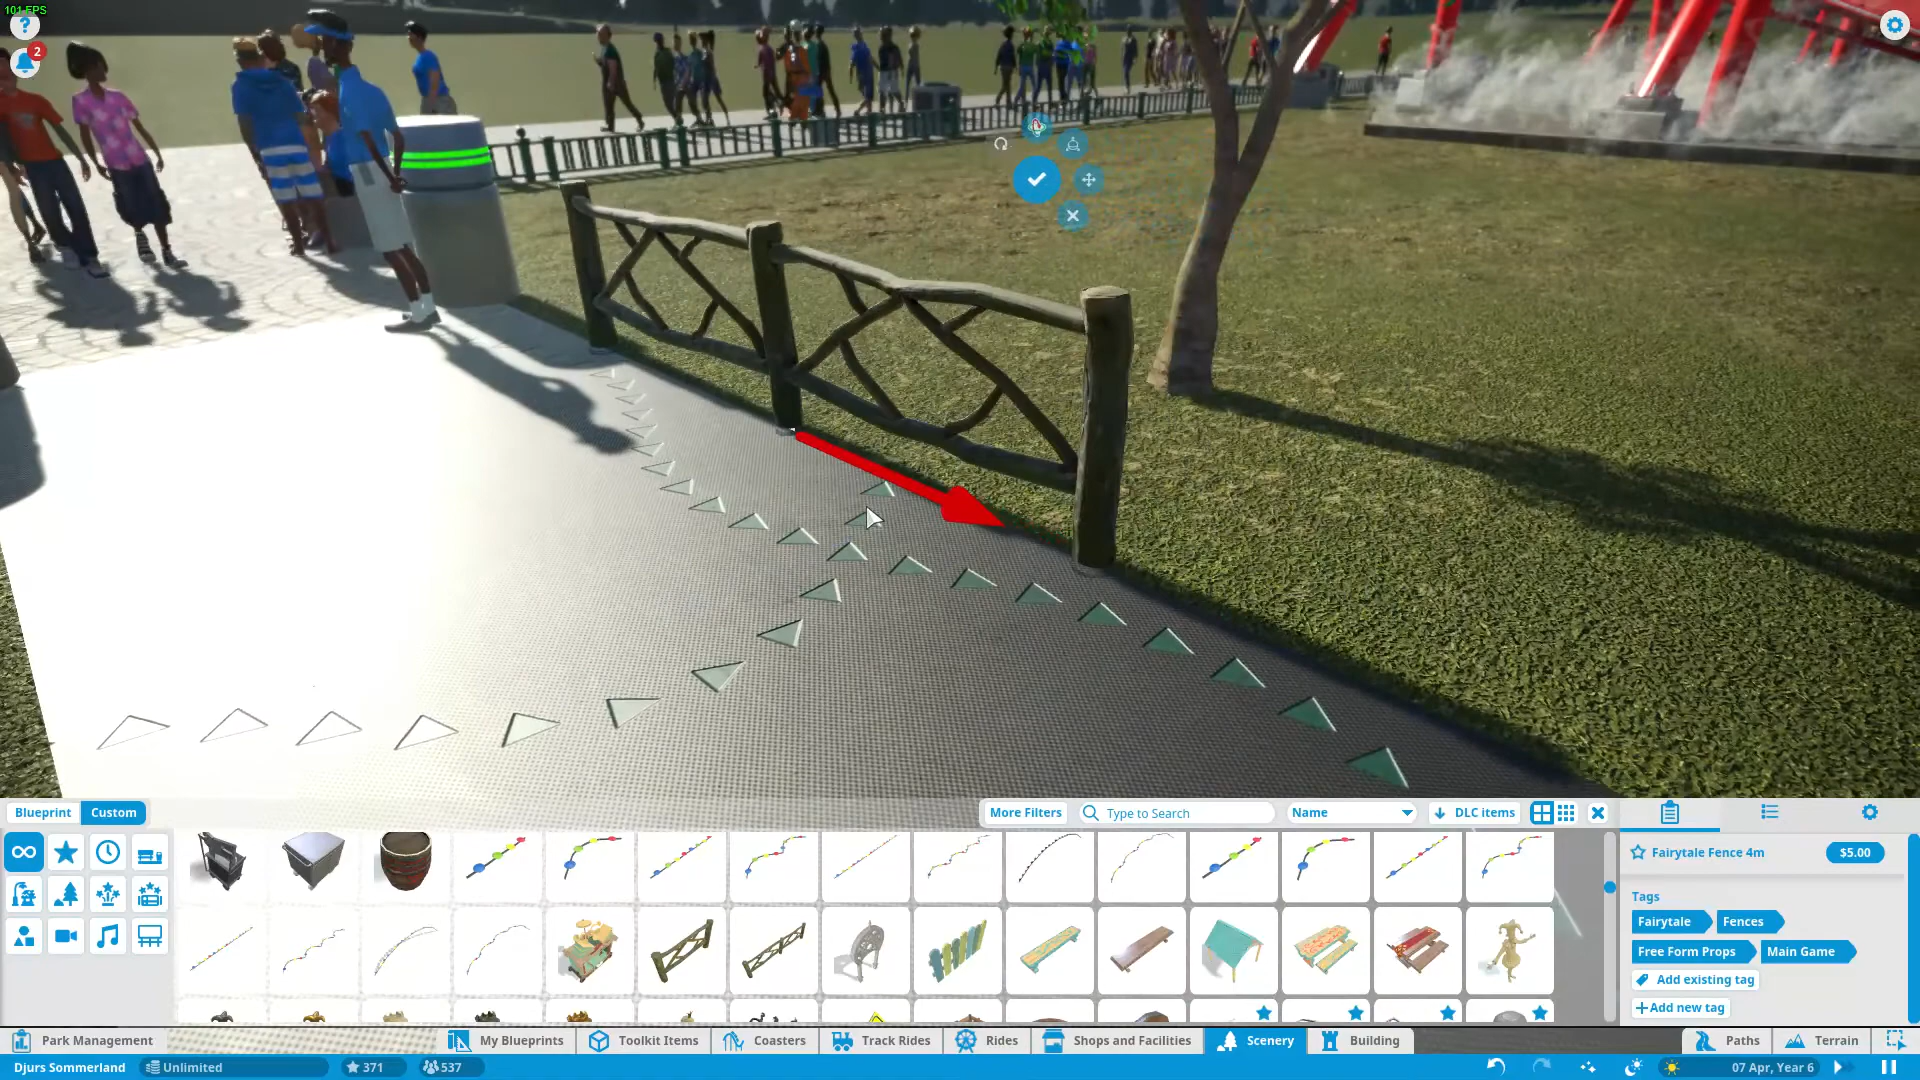 101 FPS
?
2
Blueprint
Custom
More Filters
Type to Search
Name
DLC items
Fairytale Fence 4m
$5.00
Tags
Fairytale
Fences
Free Form Props
Main Game
Add existing tag
+Add new tag
Park Management
My Blueprints
Toolkit Items
Coasters
Track Rides
Rides
Shops and Facilities
Scenery
Building
Paths
Terrain
Djurs Sommerland
Unlimited
371
537
07 Apr, Year 6